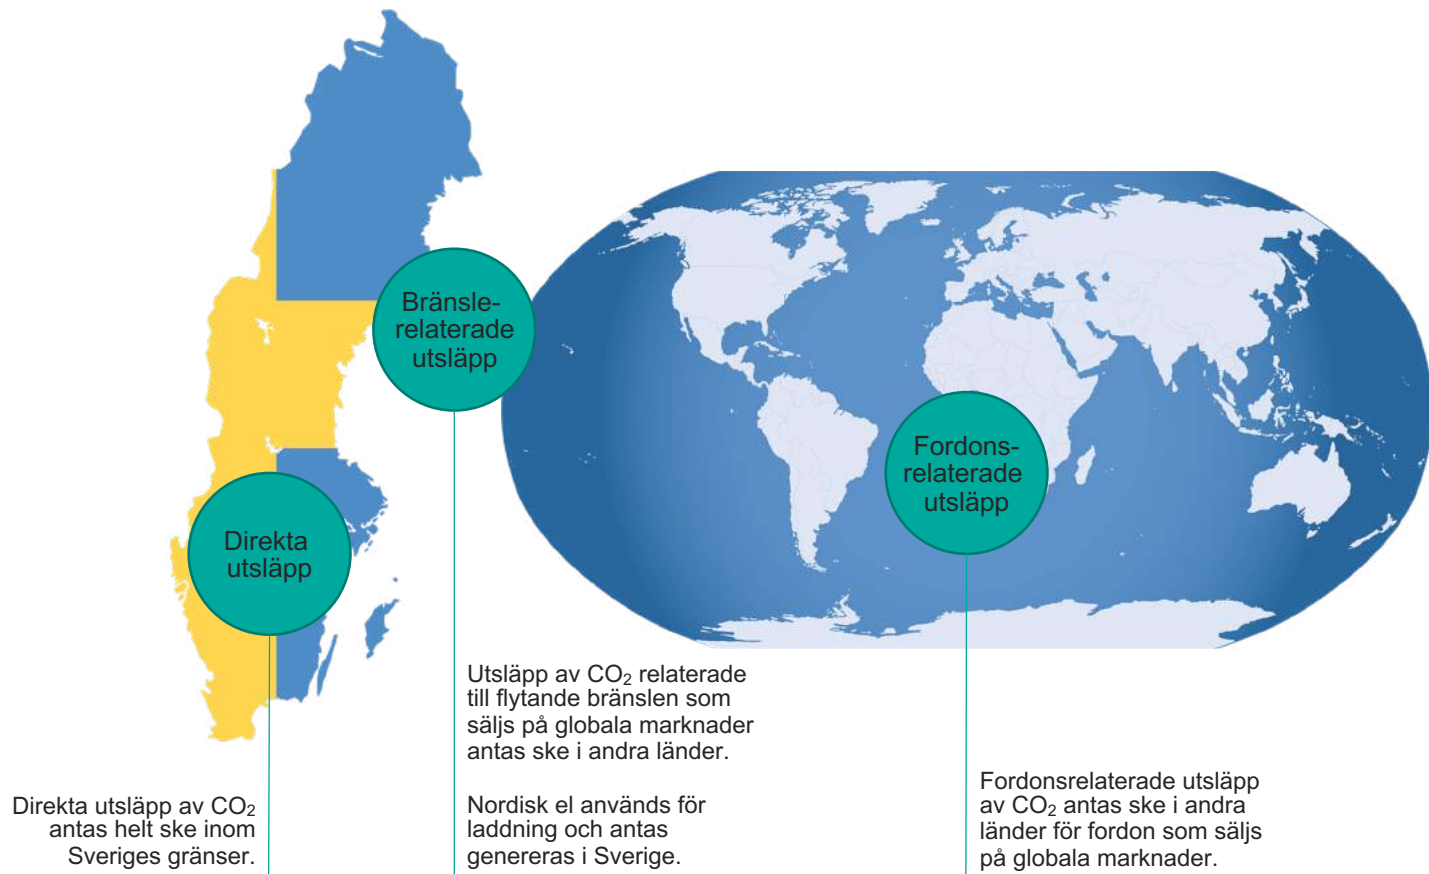 Bränsle-
relaterade
utsläpp
Fordons-
relaterade
utsläpp
Direkta
utsläpp
Utsläpp av CO₂ relaterade
till flytande bränslen som
säljs på globala marknader
antas ske i andra länder.
Nordisk el används för
laddning och antas
genereras i Sverige.
Direkta utsläpp av CO₂
antas helt ske inom
Sveriges gränser.
Fordonsrelaterade utsläpp
av CO₂ antas ske i andra
länder för fordon som säljs
på globala marknader.